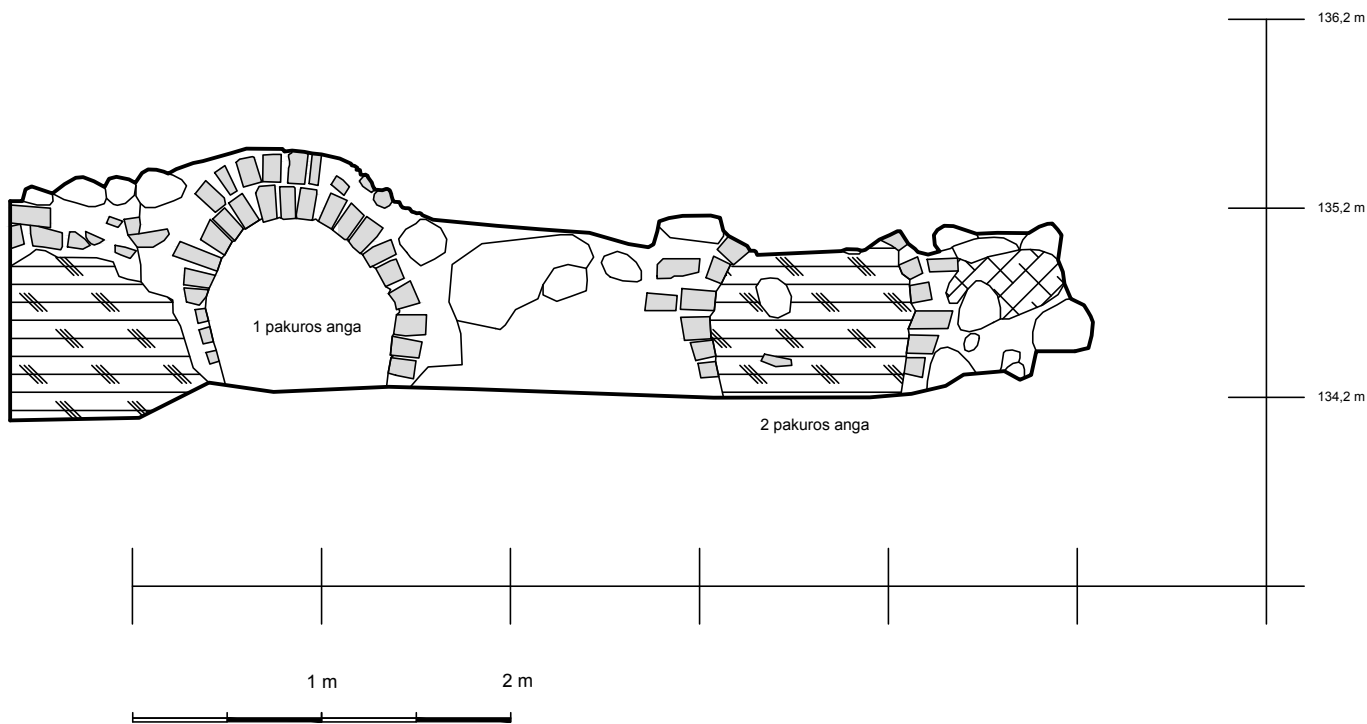 136,2 m
135,2 m
1 pakuros anga
134,2 m
2 pakuros anga
1 m
2 m